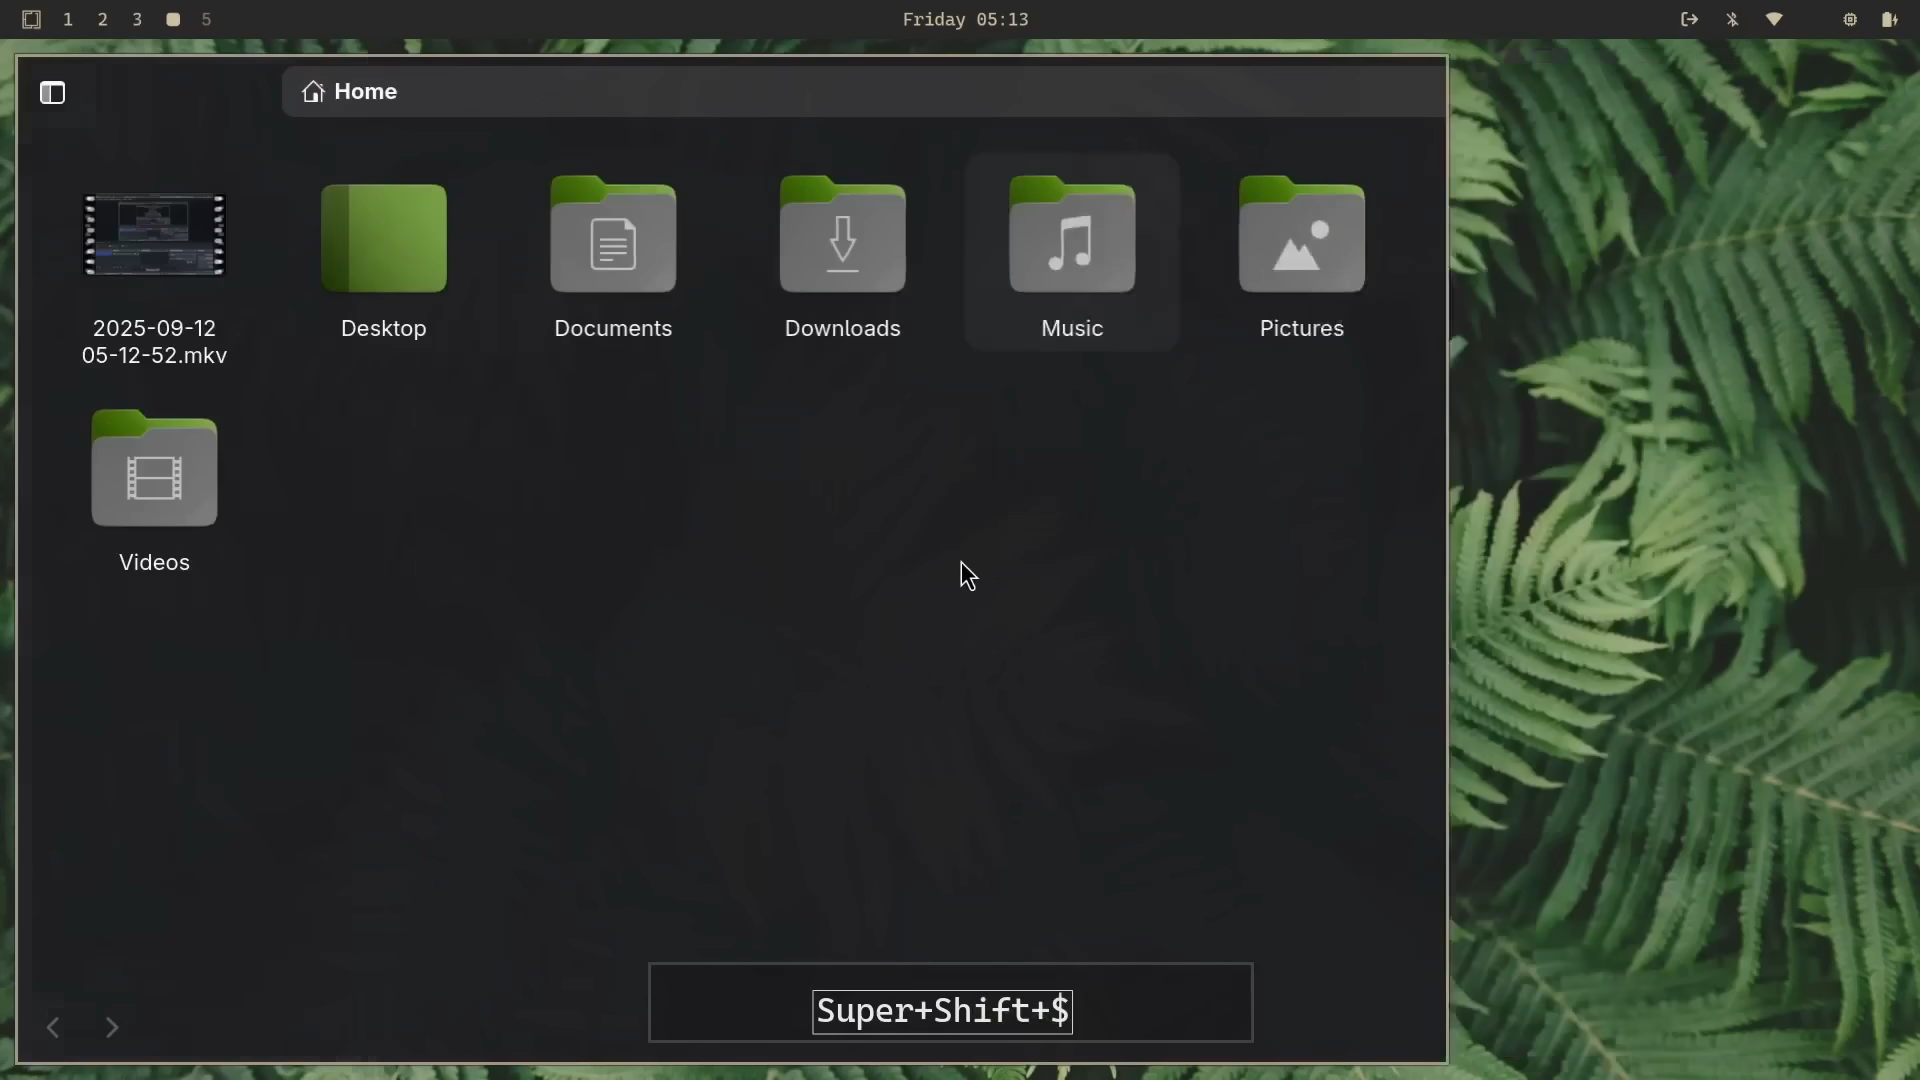 1 2 3 5
Friday 05:13
Home
2025-09-12
05-12-52.mkv
Desktop
Documents
Downloads
Music
Pictures
Videos
Super+Shift+$